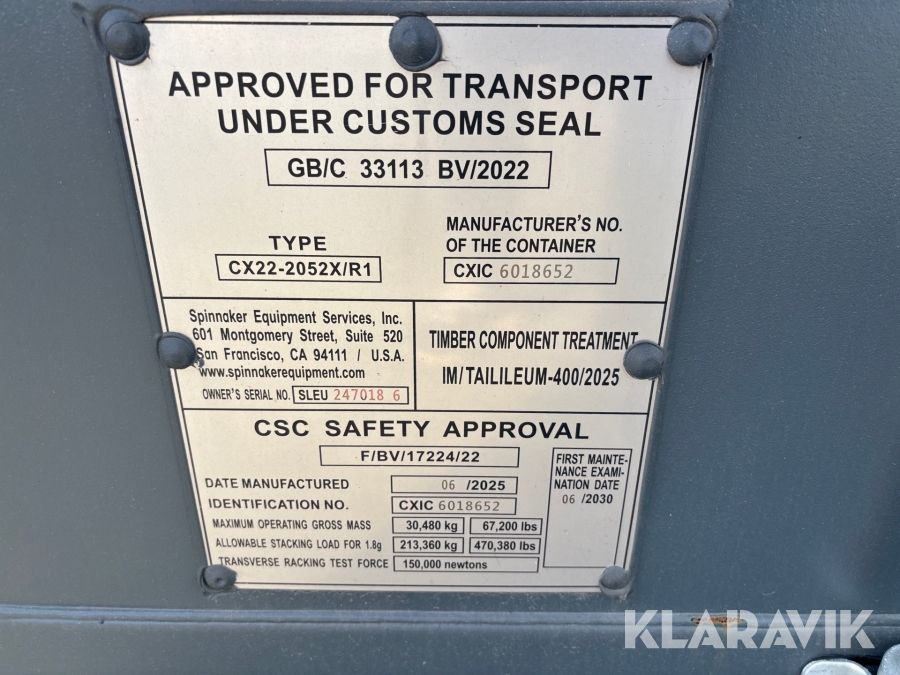 APPROVED FOR TRANSPORT
UNDER CUSTOMS SEAL
GB/C 33113 BV/2022
TYPE
CX22-2052X/R1
MANUFACTURER'S NO.
OF THE CONTAINER
CXIC 6018652
Spinnaker Equipment Services, Inc.
601 Montgomery Street, Suite 520
San Francisco, CA 94111 / U.S.A.
www.spinnakerequipment.com
OWNER'S SERIAL NO. SLEU 247018 6
TIMBER COMPONENT TREATMENT
IM/TAILILEUM-400/2025
CSC SAFETY APPROVAL
F/BV/17224/22
DATE MANUFACTURED 06 /2025
IDENTIFICATION NO. CXIC 6018652
MAXIMUM OPERATING GROSS MASS 30,480 kg 67,200 lbs
ALLOWABLE STACKING LOAD FOR 1.8g 213,360 kg 470,380 lbs
TRANSVERSE RACKING TEST FORCE 150,000 newtons
FIRST MAINTE-
NANCE EXAMI-
NATION DATE
06 /2030
KLARAVIK